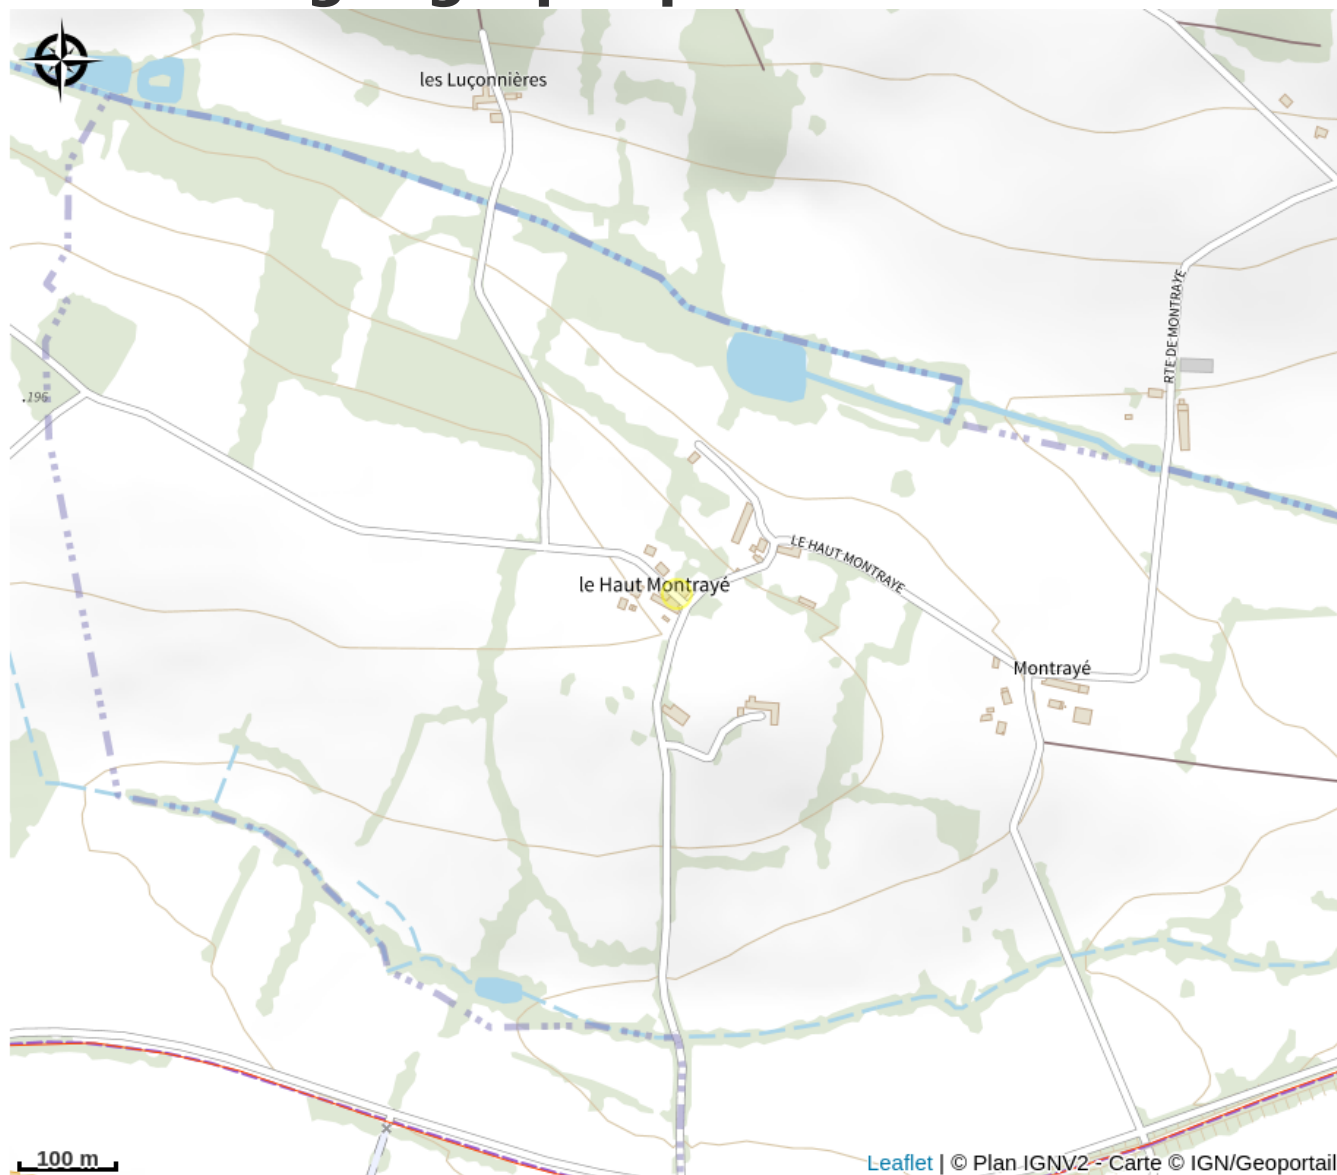 les Luçonnières
RTE DE MONTRAYE
.196
LE HAUT MONTRAYE
le Haut Montrayé
Montrayé
100 m
Leaflet | © Plan IGNV2 - Carte © IGN/Geoportail